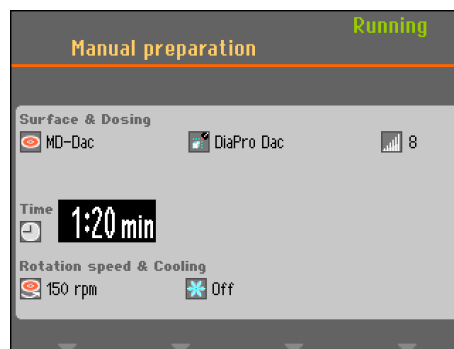 Running
Manual preparation
Surface & Dosing
MD-Dac DiaPro Dac 8
Time
1:20 min
Rotation speed & Cooling
150 rpm Off